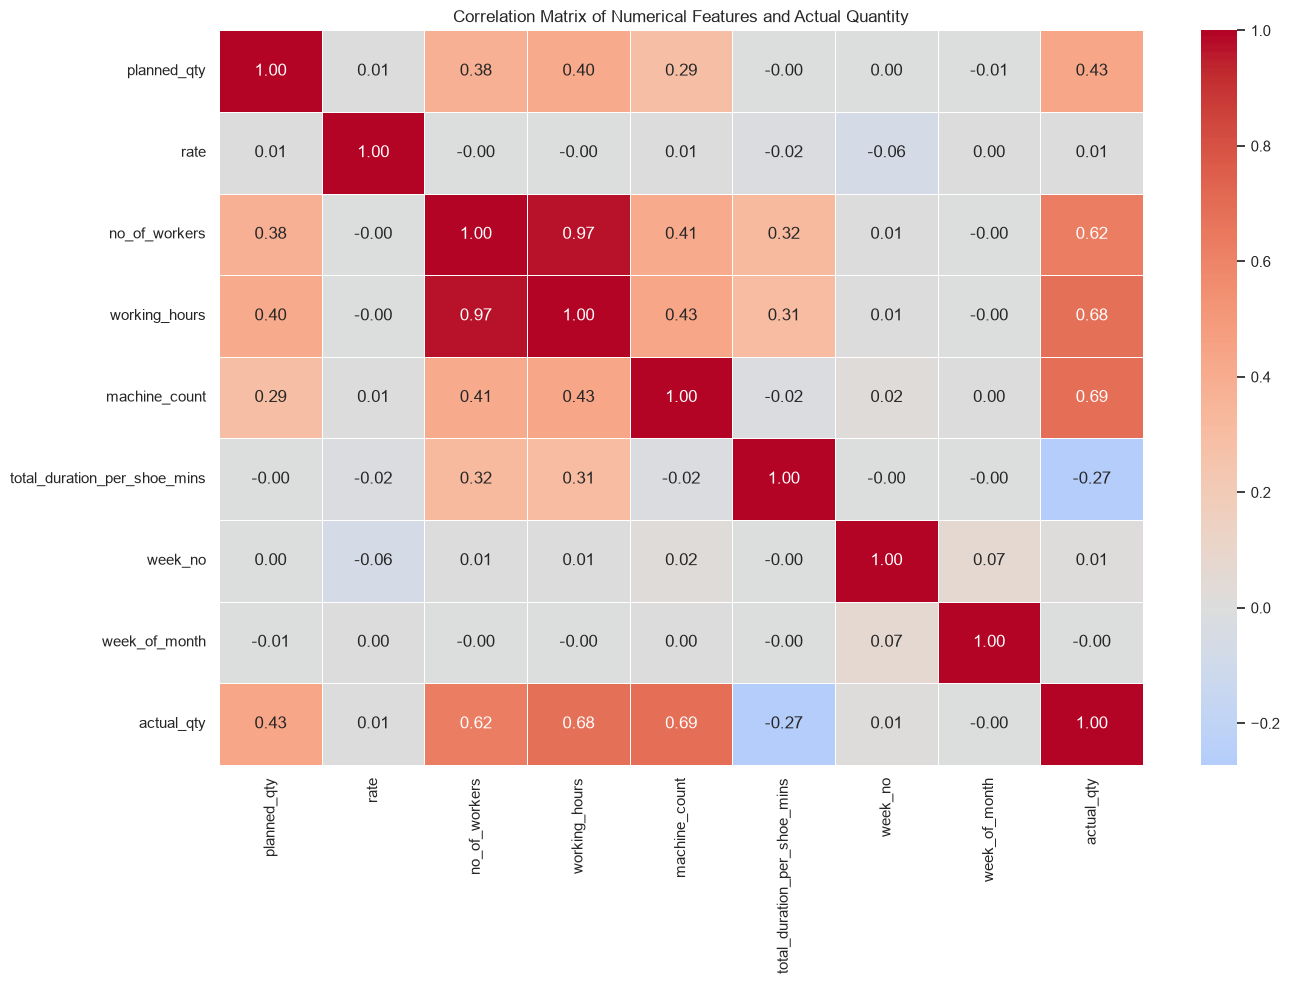 Correlation Matrix of Numerical Features and Actual Quantity
planned_qty 1.00 0.01 0.38 0.40 0.29 -0.00 0.00 -0.01 0.43
rate 0.01 1.00 -0.00 -0.00 0.01 -0.02 -0.06 0.00 0.01
no_of_workers 0.38 -0.00 1.00 0.97 0.41 0.32 0.01 -0.00 0.62
working_hours 0.40 -0.00 0.97 1.00 0.43 0.31 0.01 -0.00 0.68
machine_count 0.29 0.01 0.41 0.43 1.00 -0.02 0.02 0.00 0.69
total_duration_per_shoe_mins -0.00 -0.02 0.32 0.31 -0.02 1.00 -0.00 -0.00 -0.27
week_no 0.00 -0.06 0.01 0.01 0.02 -0.00 1.00 0.07 0.01
week_of_month -0.01 0.00 -0.00 -0.00 0.00 -0.00 0.07 1.00 -0.00
actual_qty 0.43 0.01 0.62 0.68 0.69 -0.27 0.01 -0.00 1.00
planned_qty
rate
no_of_workers
working_hours
machine_count
total_duration_per_shoe_mins
week_no
week_of_month
actual_qty
1.0
0.8
0.6
0.4
0.2
0.0
−0.2